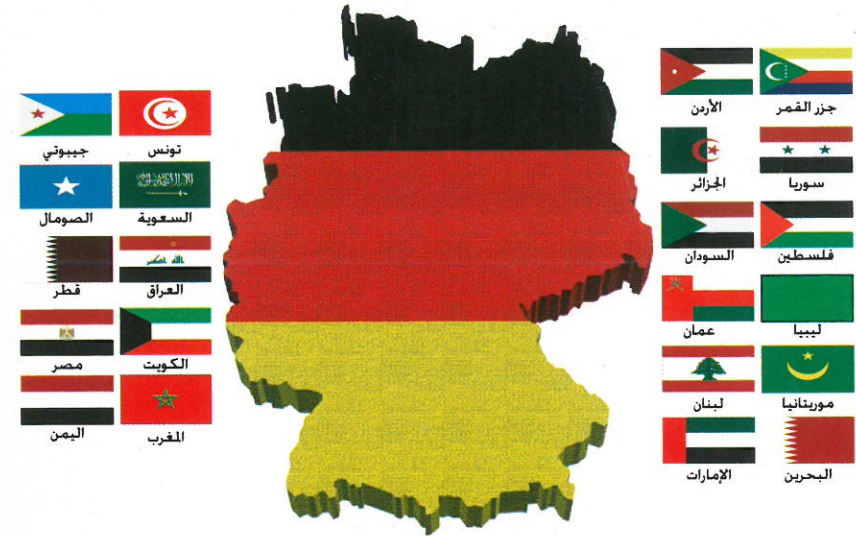 جزر القمر
الأردن
سوريا
الجزائر
فلسطين
السودان
ليبيا
عمان
موريتانيا
لبنان
البحرين
الإمارات
تونس
جيبوتي
السعوية
الصومال
العراق
قطر
الكويت
مصر
المغرب
اليمن